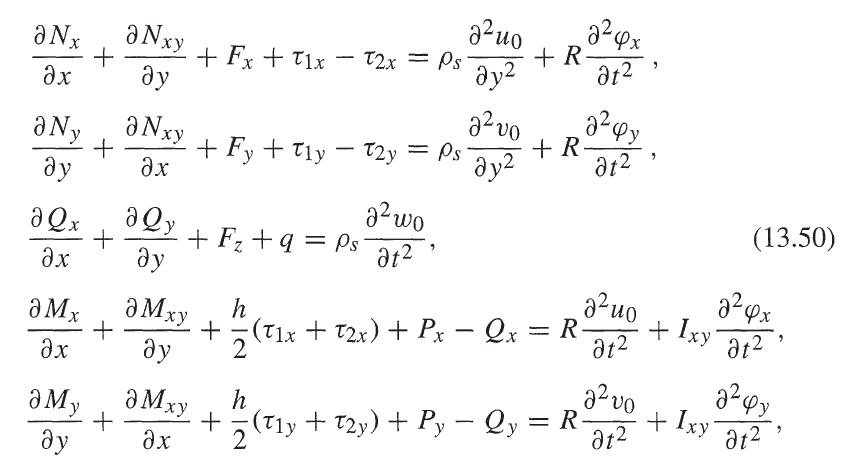 ∂N_x/∂x + ∂N_xy/∂y + F_x + τ_1x − τ_2x = ρ_s ∂²u_0/∂y² + R ∂²φ_x/∂t² ,
∂N_y/∂y + ∂N_xy/∂x + F_y + τ_1y − τ_2y = ρ_s ∂²υ_0/∂y² + R ∂²φ_y/∂t² ,
∂Q_x/∂x + ∂Q_y/∂y + F_z + q = ρ_s ∂²w_0/∂t² , (13.50)
∂M_x/∂x + ∂M_xy/∂y + h/2 (τ_1x + τ_2x) + P_x − Q_x = R ∂²u_0/∂t² + I_xy ∂²φ_x/∂t² ,
∂M_y/∂y + ∂M_xy/∂x + h/2 (τ_1y + τ_2y) + P_y − Q_y = R ∂²υ_0/∂t² + I_xy ∂²φ_y/∂t² ,